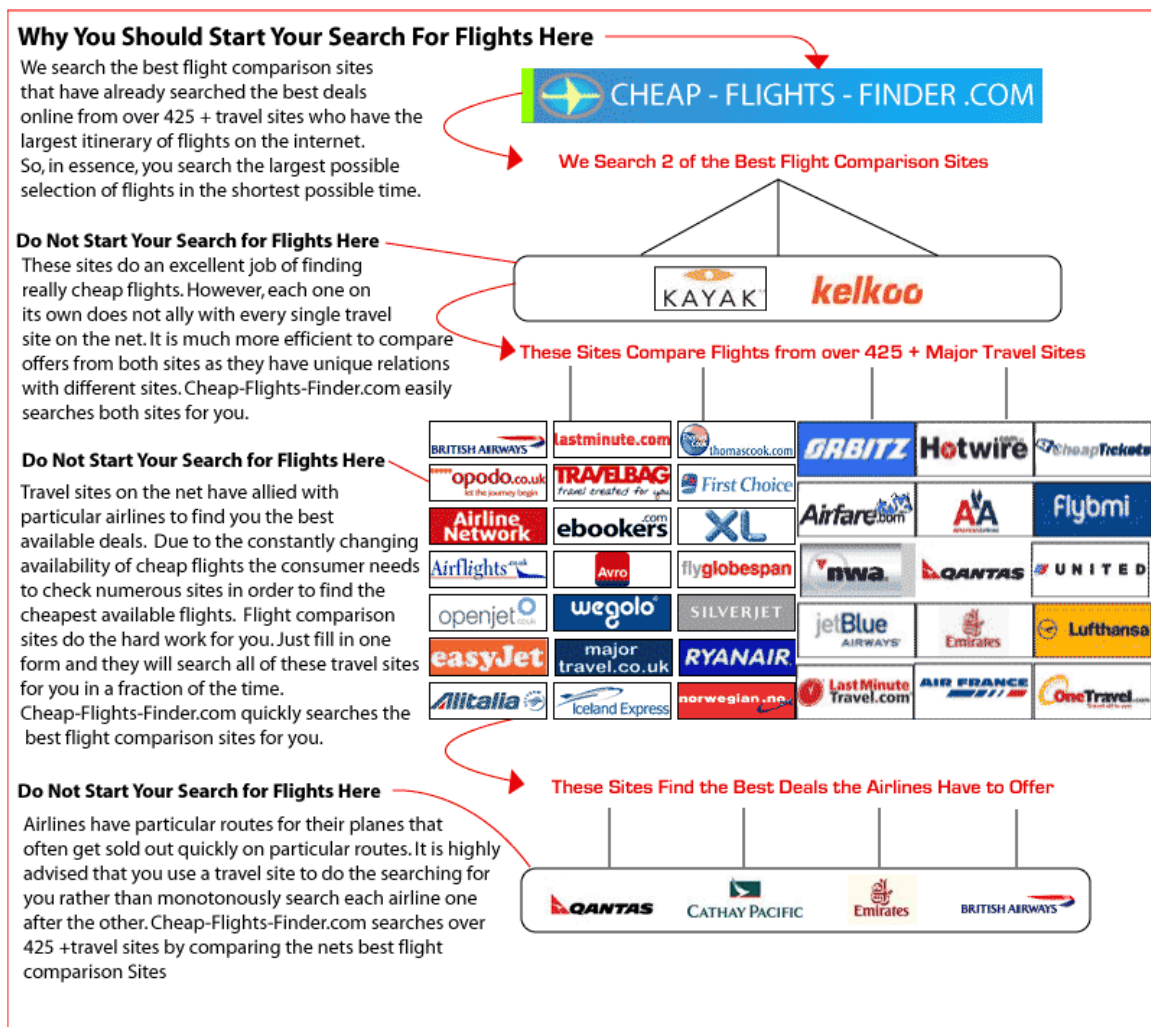 Why You Should Start Your Search For Flights Here
We search the best flight comparison sites
that have already searched the best deals
online from over 425 + travel sites who have the
largest itinerary of flights on the internet.
So, in essence, you search the largest possible
selection of flights in the shortest possible time.
CHEAP - FLIGHTS - FINDER .COM
We Search 2 of the Best Flight Comparison Sites
Do Not Start Your Search for Flights Here
These sites do an excellent job of finding
really cheap flights. However, each one on
its own does not ally with every single travel
site on the net. It is much more efficient to compare
offers from both sites as they have unique relations
with different sites. Cheap-Flights-Finder.com easily
searches both sites for you.
KAYAK
kelkoo
These Sites Compare Flights from over 425 + Major Travel Sites
Do Not Start Your Search for Flights Here
Travel sites on the net have allied with
particular airlines to find you the best
available deals. Due to the constantly changing
availability of cheap flights the consumer needs
to check numerous sites in order to find the
cheapest available flights. Flight comparison
sites do the hard work for you. Just fill in one
form and they will search all of these travel sites
for you in a fraction of the time.
Cheap-Flights-Finder.com quickly searches the
best flight comparison sites for you.
BRITISH AIRWAYS
lastminute.com
thomascook.com
ORBITZ
Hotwire.com
CheapTickets
opodo.co.uk
let the journey begin
TRAVELBAG
travel created for you
First Choice
Airfare.com
AA
Flybmi
Airline
Network
ebookers.com
XL
Airflights.co.uk
Avro
flyglobespan
nwa
QANTAS
UNITED
openjet.co.uk
wegolo
SILVERJET
jetBlue
AIRWAYS
Emirates
Lufthansa
easyJet
major
travel.co.uk
RYANAIR
LastMinute
Travel.com
AIR FRANCE
OneTravel.com
Alitalia
Iceland Express
norwegian.no
These Sites Find the Best Deals the Airlines Have to Offer
Do Not Start Your Search for Flights Here
Airlines have particular routes for their planes that
often get sold out quickly on particular routes. It is highly
advised that you use a travel site to do the searching for
you rather than monotonously search each airline one
after the other. Cheap-Flights-Finder.com searches over
425 +travel sites by comparing the nets best flight
comparison Sites
QANTAS
CATHAY PACIFIC
Emirates
BRITISH AIRWAYS